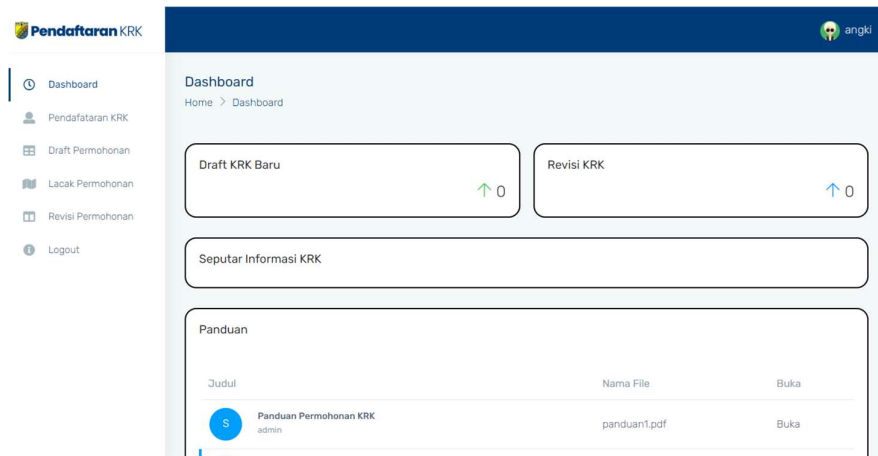 Pendaftaran KRK
angki
Dashboard
Pendafataran KRK
Draft Permohonan
Lacak Permohonan
Revisi Permohonan
Logout
Dashboard
Home > Dashboard
Draft KRK Baru
↑ 0
Revisi KRK
↑ 0
Seputar Informasi KRK
Panduan
Judul Nama File Buka
S Panduan Permohonan KRK panduan1.pdf Buka
admin